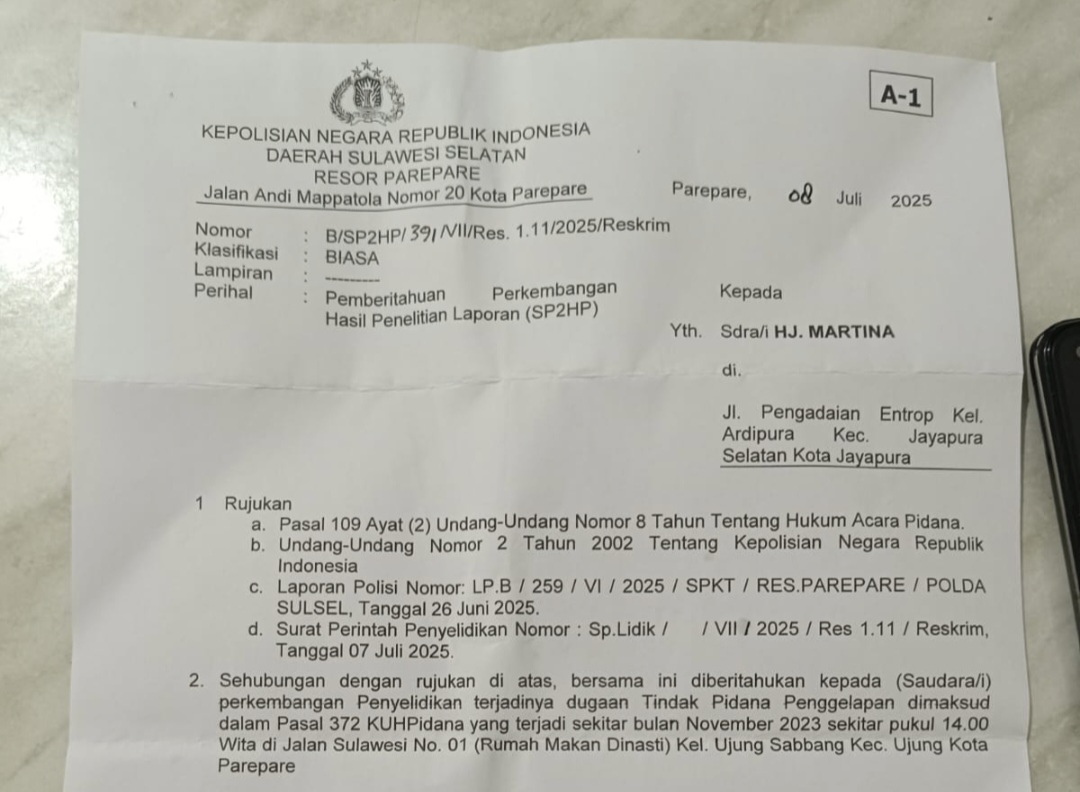 A-1
KEPOLISIAN NEGARA REPUBLIK INDONESIA
DAERAH SULAWESI SELATAN
RESOR PAREPARE
Jalan Andi Mappatola Nomor 20 Kota Parepare
Parepare, 08 Juli 2025
Nomor : B/SP2HP/391/VII/Res. 1.11/2025/Reskrim
Klasifikasi : BIASA
Lampiran : ---------
Perihal : Pemberitahuan Perkembangan
Hasil Penelitian Laporan (SP2HP)
Kepada
Yth. Sdra/i HJ. MARTINA
di.
Jl. Pengadaian Entrop Kel.
Ardipura Kec. Jayapura
Selatan Kota Jayapura
1 Rujukan
a. Pasal 109 Ayat (2) Undang-Undang Nomor 8 Tahun Tentang Hukum Acara Pidana.
b. Undang-Undang Nomor 2 Tahun 2002 Tentang Kepolisian Negara Republik
Indonesia
c. Laporan Polisi Nomor: LP.B / 259 / VI / 2025 / SPKT / RES.PAREPARE / POLDA
SULSEL, Tanggal 26 Juni 2025.
d. Surat Perintah Penyelidikan Nomor : Sp.Lidik / / VII / 2025 / Res 1.11 / Reskrim,
Tanggal 07 Juli 2025.
2. Sehubungan dengan rujukan di atas, bersama ini diberitahukan kepada (Saudara/i)
perkembangan Penyelidikan terjadinya dugaan Tindak Pidana Penggelapan dimaksud
dalam Pasal 372 KUHPidana yang terjadi sekitar bulan November 2023 sekitar pukul 14.00
Wita di Jalan Sulawesi No. 01 (Rumah Makan Dinasti) Kel. Ujung Sabbang Kec. Ujung Kota
Parepare